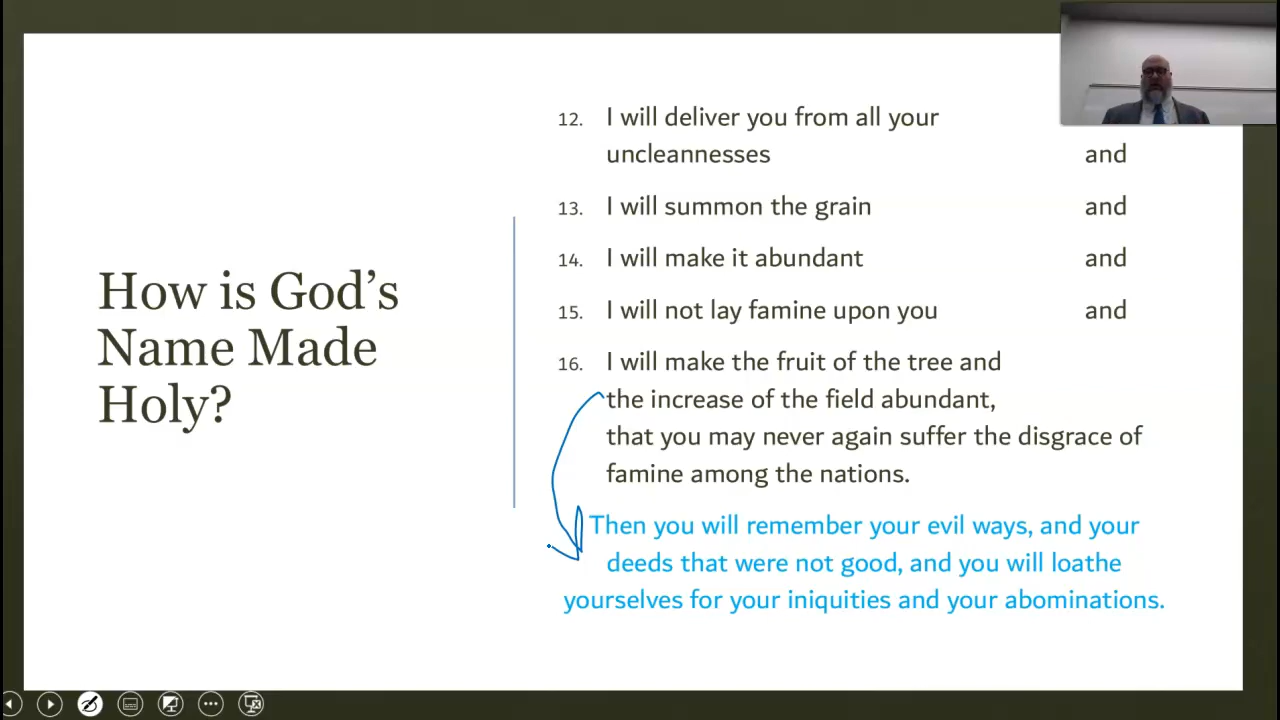 How is God's
Name Made
Holy?
12. I will deliver you from all your
uncleannesses and
13. I will summon the grain and
14. I will make it abundant and
15. I will not lay famine upon you and
16. I will make the fruit of the tree and
the increase of the field abundant,
that you may never again suffer the disgrace of
famine among the nations.
Then you will remember your evil ways, and your
deeds that were not good, and you will loathe
yourselves for your iniquities and your abominations.